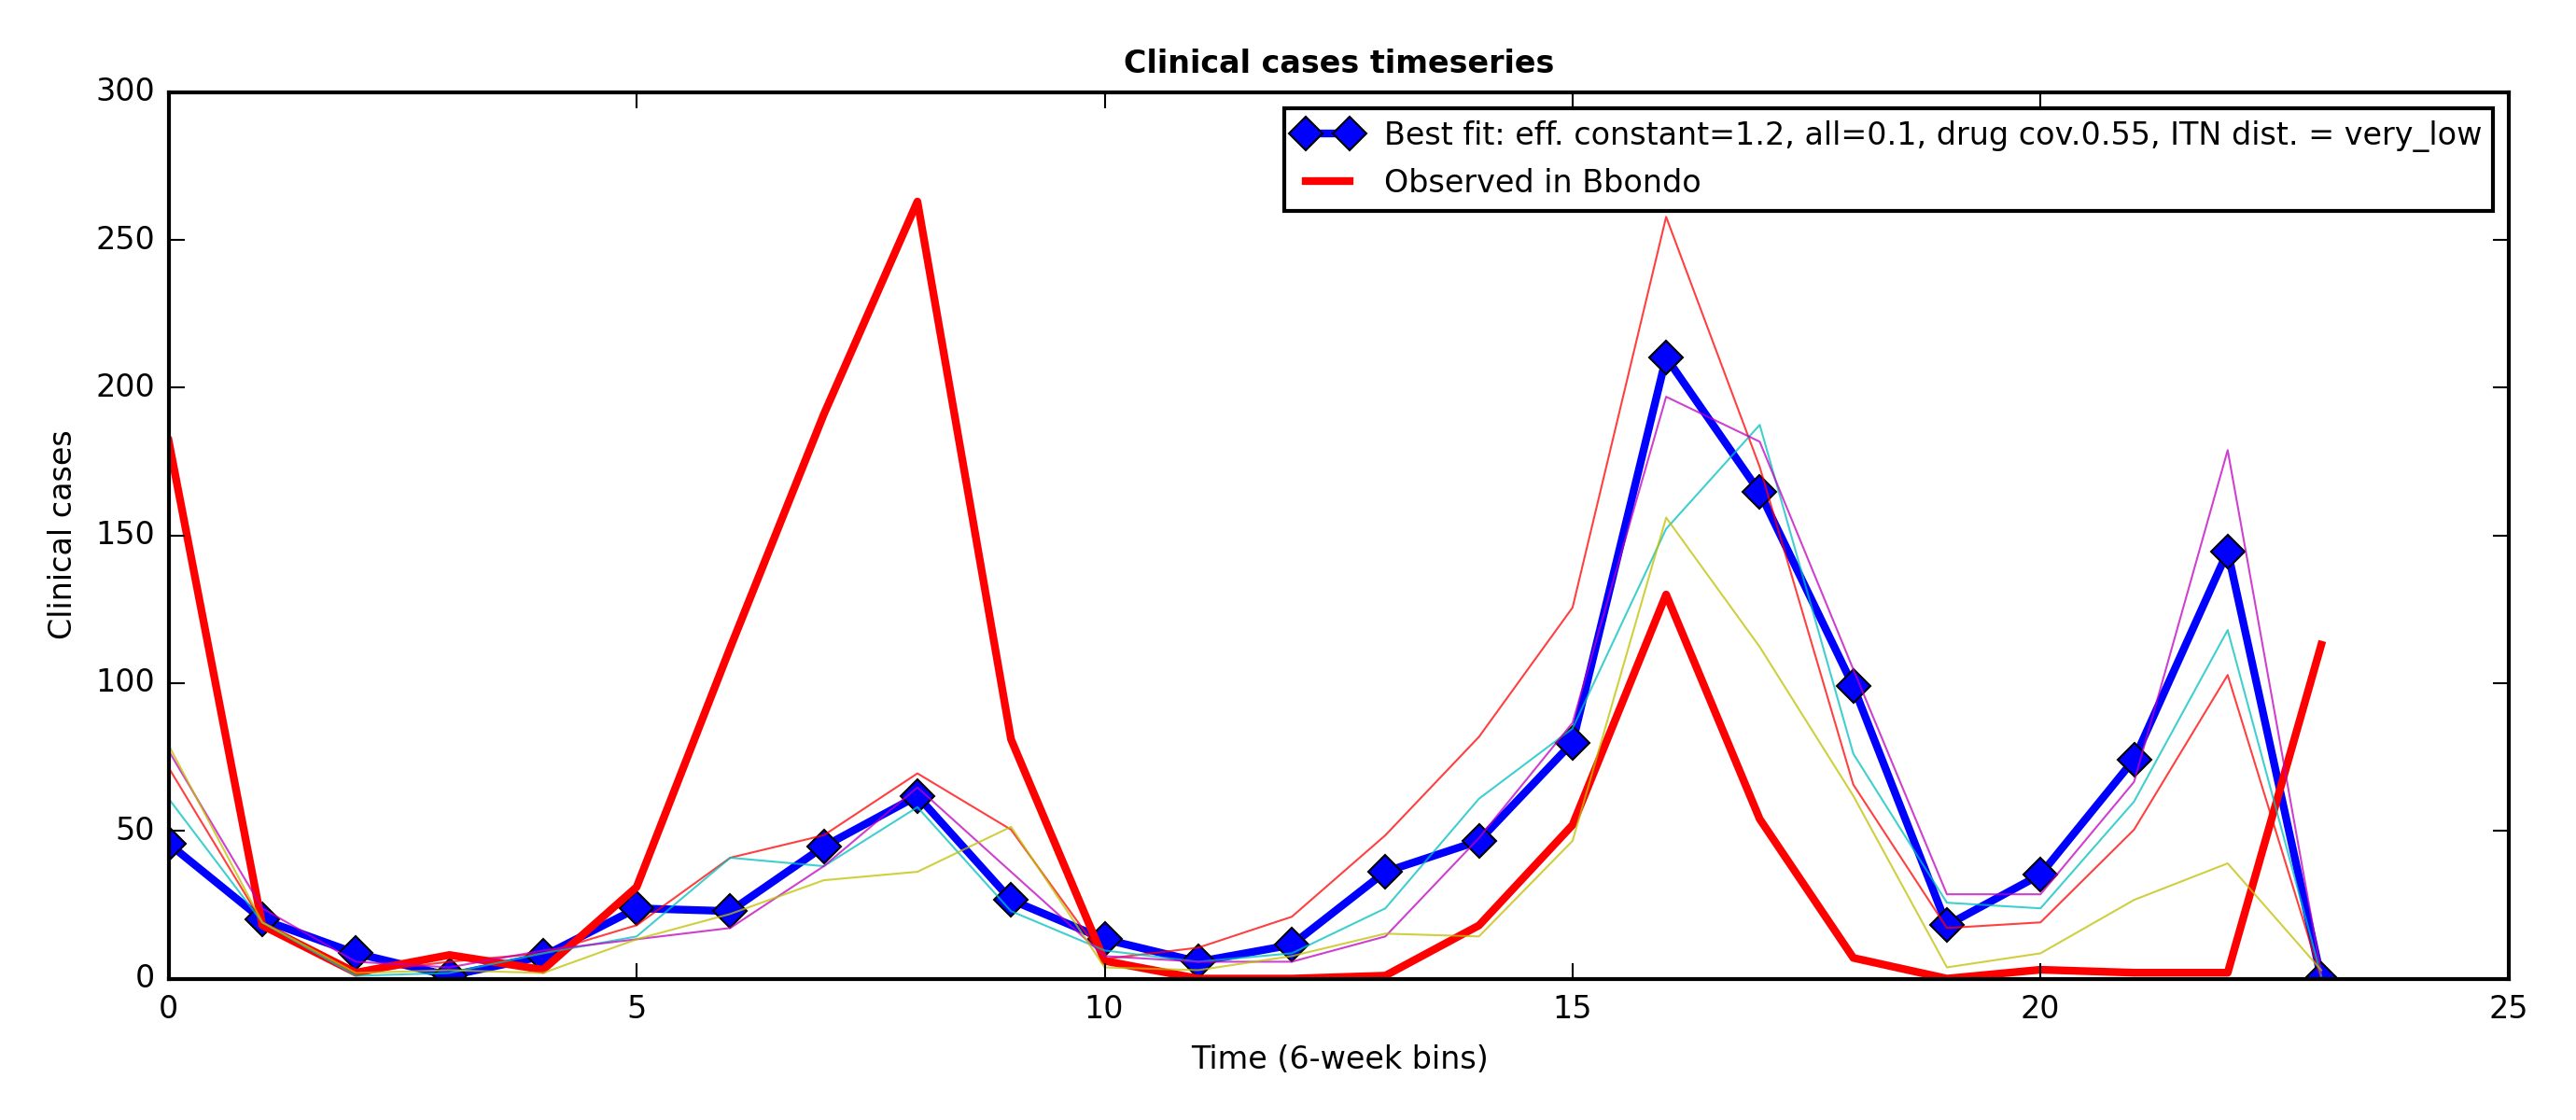 Clinical cases timeseries
Best fit: eff. constant=1.2, all=0.1, drug cov.0.55, ITN dist. = very_low
Observed in Bbondo
Clinical cases
300
250
200
150
100
50
0
0 5 10 15 20 25
Time (6-week bins)